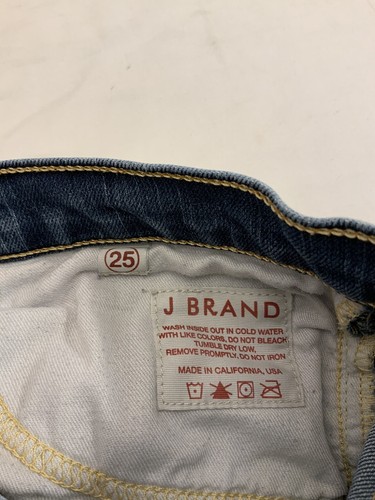 25
J BRAND
WASH INSIDE OUT IN COLD WATER
WITH LIKE COLORS. DO NOT BLEACH
TUMBLE DRY LOW,
REMOVE PROMPTLY. DO NOT IRON
MADE IN CALIFORNIA, USA